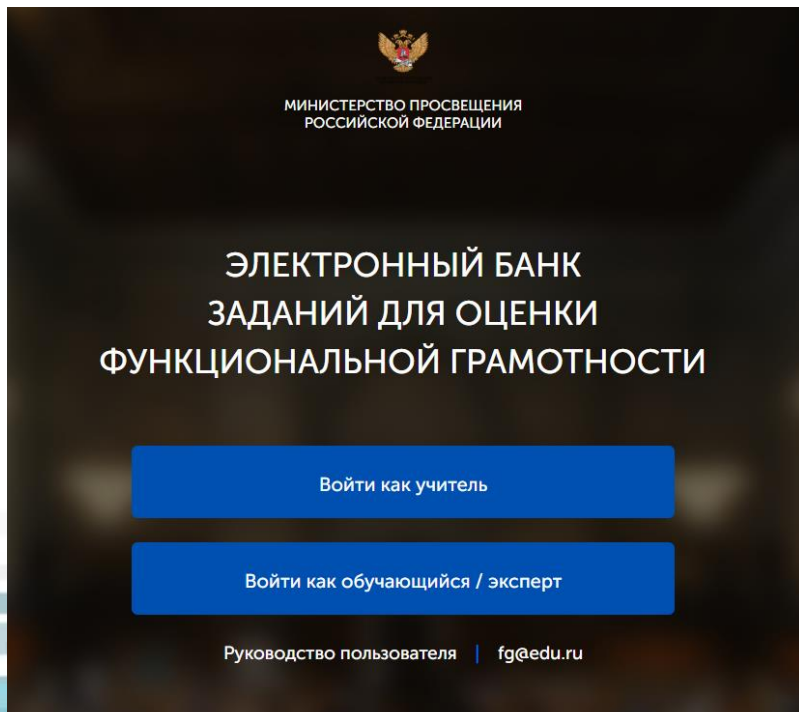 МИНИСТЕРСТВО ПРОСВЕЩЕНИЯ
РОССИЙСКОЙ ФЕДЕРАЦИИ
ЭЛЕКТРОННЫЙ БАНК
ЗАДАНИЙ ДЛЯ ОЦЕНКИ
ФУНКЦИОНАЛЬНОЙ ГРАМОТНОСТИ
Войти как учитель
Войти как обучающийся / эксперт
Руководство пользователя | fg@edu.ru